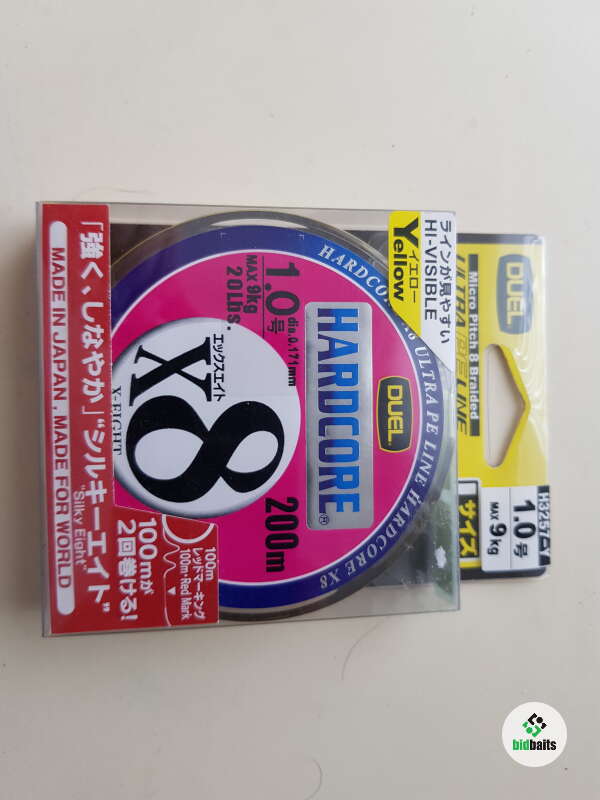 DUEL
Micro Pitch 8 Braided
H3257-Y
サイズ
1.0号
MAX 9kg
ラインが見やすい
HI-VISIBLE
イエロー
Yellow
ULTRA PE LINE HARDCORE X8
DUEL
HARDCORE®
1.0号
dia.0.171mm
MAX 9kg
20Lbs.
200m
エックスエイト
X8
X-EIGHT
100m
レッドマーキング
100m・Red Mark
100mが
2回巻ける!
「強く、しなやか」"シルキーエイト"
"Silky Eight"
MADE IN JAPAN, MADE FOR WORLD
bidbaits